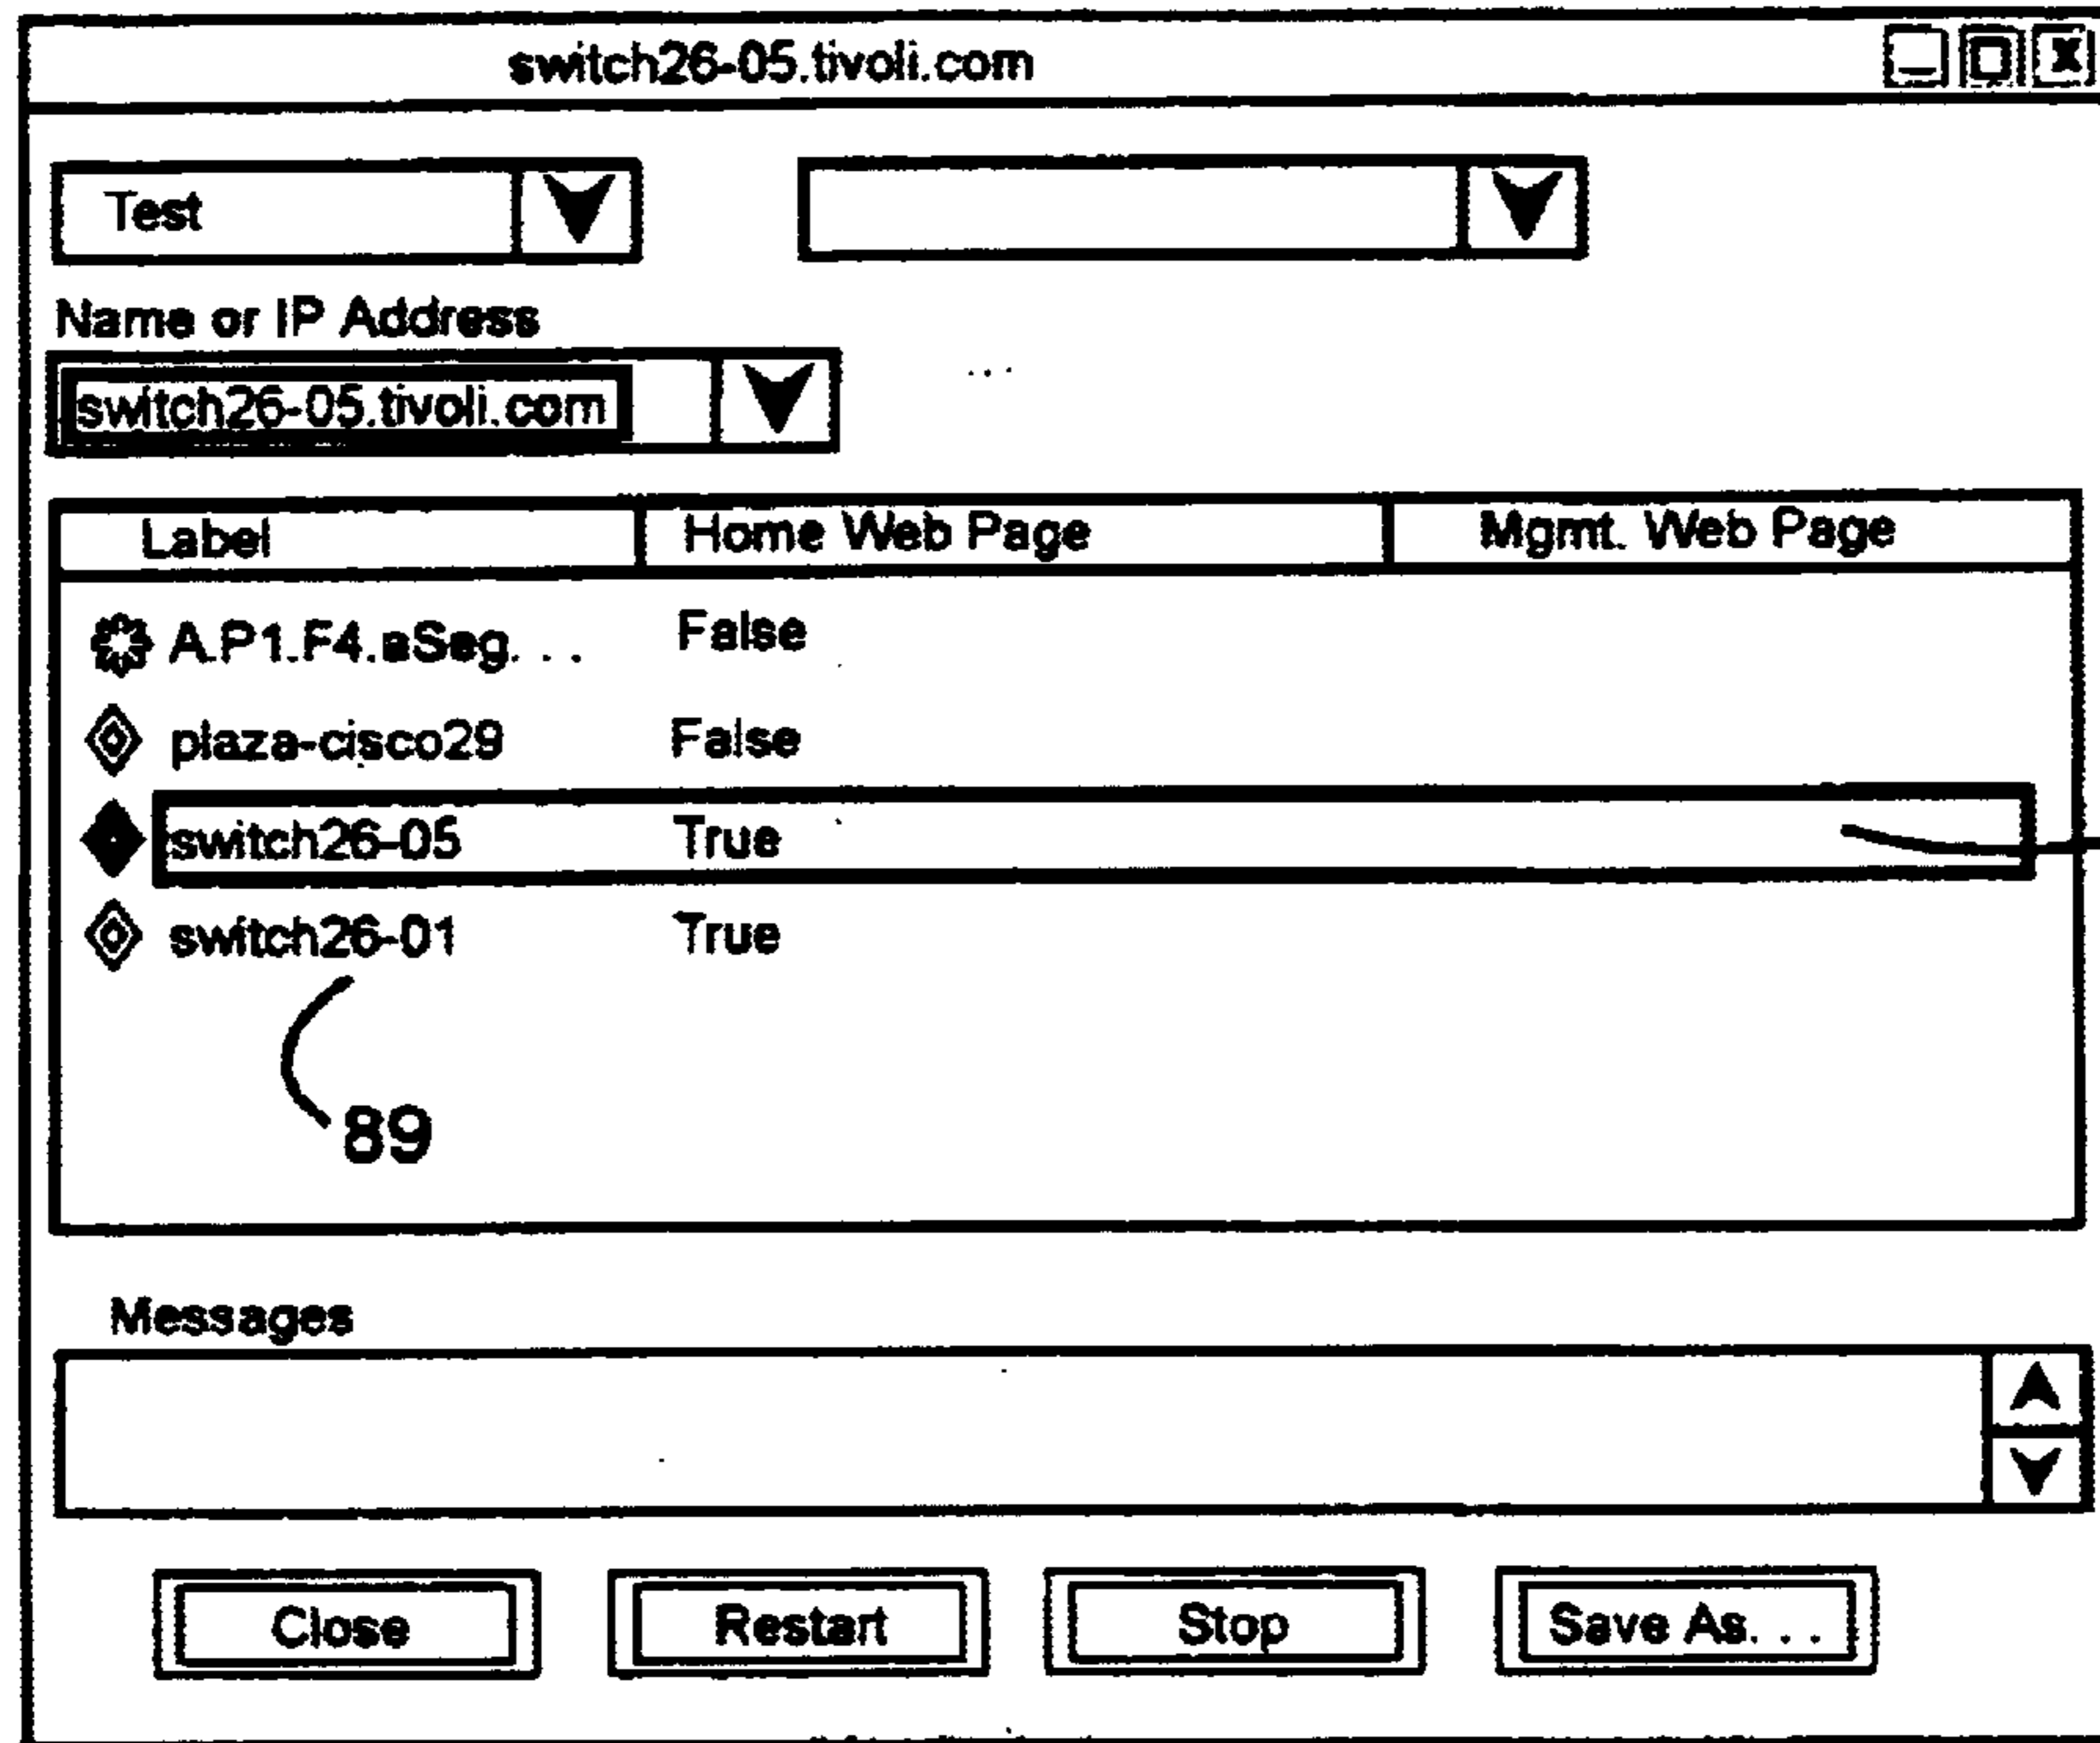 switch26-05.tivoli.com
Test
Name or IP Address
switch26-05.tivoli.com
Label Home Web Page Mgmt. Web Page
A.P1.F4.aSeg... False
plaza-cisco29 False
switch26-05 True
switch26-01 True
89
Messages
Close Restart Stop Save As...